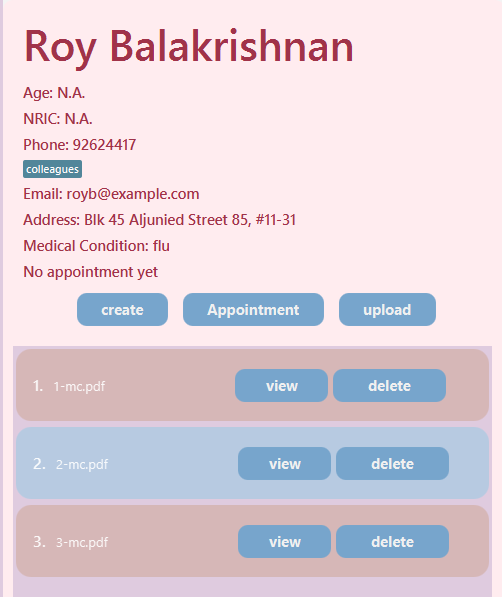 Roy Balakrishnan
Age: N.A.
NRIC: N.A.
Phone: 92624417
colleagues
Email: royb@example.com
Address: Blk 45 Aljunied Street 85, #11-31
Medical Condition: flu
No appointment yet
create Appointment upload
1. 1-mc.pdf view delete
2. 2-mc.pdf view delete
3. 3-mc.pdf view delete